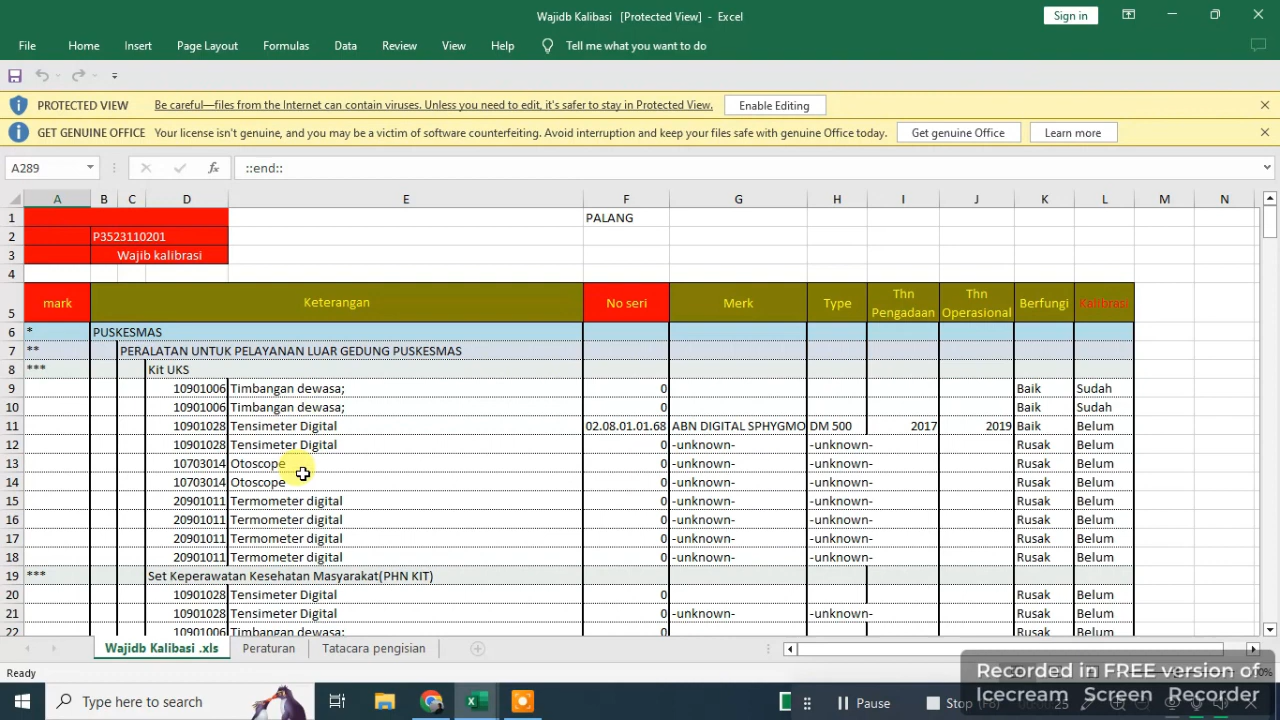 Wajidb Kalibasi [Protected View] - Excel
Sign in
File Home Insert Page Layout Formulas Data Review View Help Tell me what you want to do
PROTECTED VIEW Be careful—files from the Internet can contain viruses. Unless you need to edit, it's safer to stay in Protected View. Enable Editing
GET GENUINE OFFICE Your license isn't genuine, and you may be a victim of software counterfeiting. Avoid interruption and keep your files safe with genuine Office today. Get genuine Office Learn more
A289 fx ::end::
A B C D E F G H I J K L M N
1 PALANG
2 P3523110201
3 Wajib kalibrasi
4
5 mark Keterangan No seri Merk Type Thn Pengadaan Thn Operasional Berfungi Kalibrasi
6 * PUSKESMAS
7 ** PERALATAN UNTUK PELAYANAN LUAR GEDUNG PUSKESMAS
8 *** Kit UKS
9 10901006 Timbangan dewasa; 0 Baik Sudah
10 10901006 Timbangan dewasa; 0 Baik Sudah
11 10901028 Tensimeter Digital 02.08.01.01.68 ABN DIGITAL SPHYGMO DM 500 2017 2019 Baik Belum
12 10901028 Tensimeter Digital 0 -unknown- -unknown- Rusak Belum
13 10703014 Otoscope 0 -unknown- -unknown- Rusak Belum
14 10703014 Otoscope 0 -unknown- -unknown- Rusak Belum
15 20901011 Termometer digital 0 -unknown- -unknown- Rusak Belum
16 20901011 Termometer digital 0 -unknown- -unknown- Rusak Belum
17 20901011 Termometer digital 0 -unknown- -unknown- Rusak Belum
18 20901011 Termometer digital 0 -unknown- -unknown- Rusak Belum
19 *** Set Keperawatan Kesehatan Masyarakat(PHN KIT)
20 10901028 Tensimeter Digital 0 Rusak Belum
21 10901028 Tensimeter Digital 0 -unknown- -unknown- Rusak Belum
22 10901006 Timbangan dewasa; 0 Rusak Belum
Wajidb Kalibasi .xls Peraturan Tatacara pengisian
Ready
Recorded in FREE version of
Icecream Screen Recorder
Type here to search
Pause